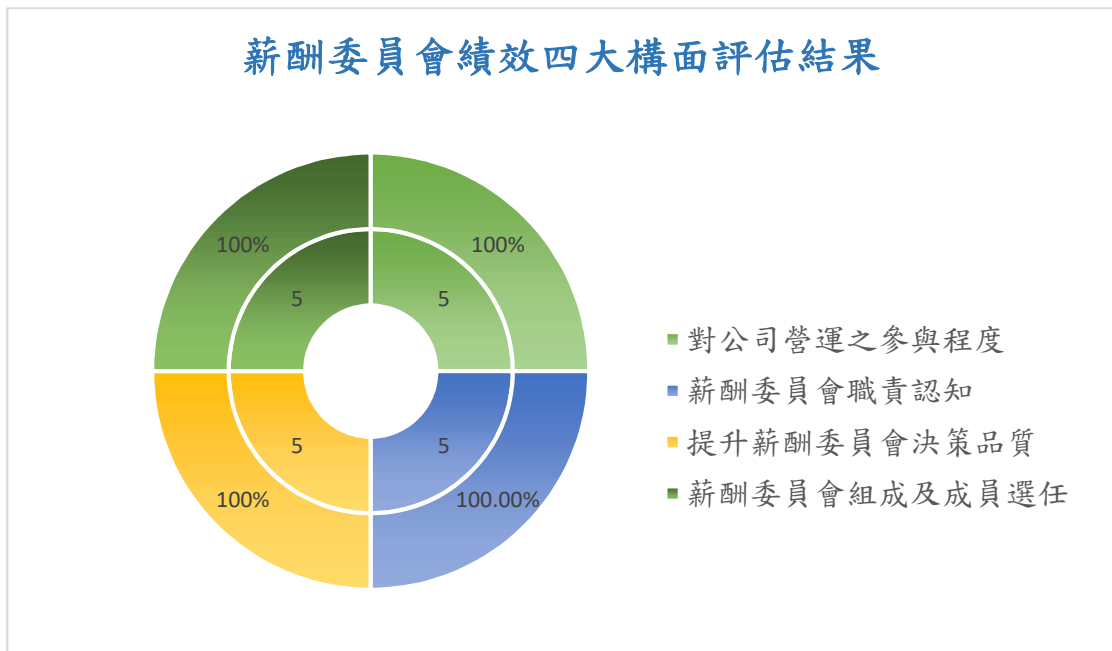 薪酬委員會績效四大構面評估結果
100%
100%
5
5
5
5
100%
100.00%
對公司營運之參與程度
薪酬委員會職責認知
提升薪酬委員會決策品質
薪酬委員會組成及成員選任